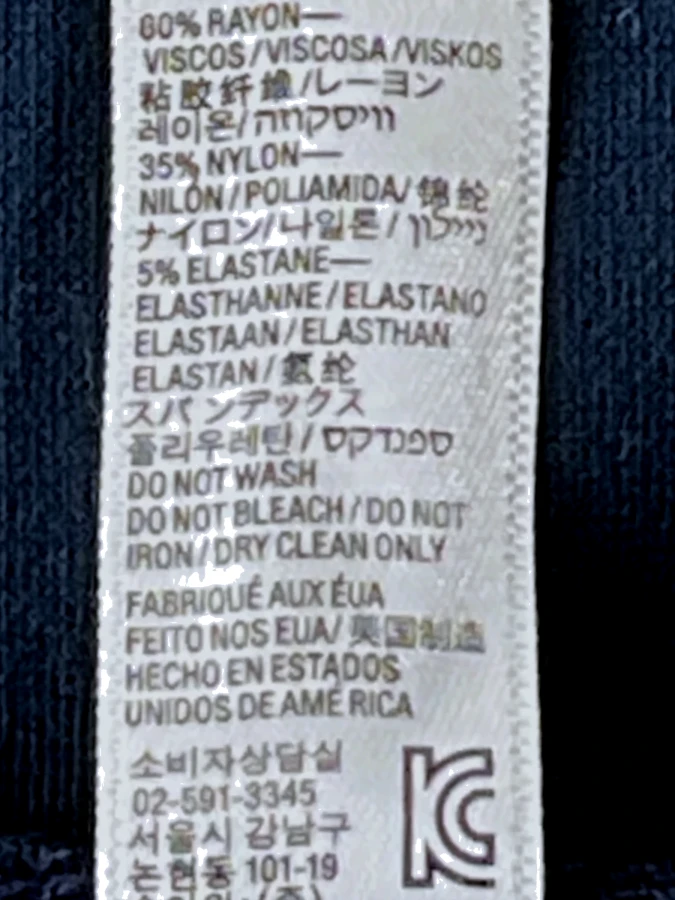 60% RAYON—
VISCOS/VISCOSA/VISKOS
粘胶纤维/レーヨン
레이온/וויסקוזה
35% NYLON—
NILÓN/POLIAMIDA/锦纶
ナイロン/나일론/ניילון
5% ELASTANE—
ELASTHANNE/ELASTANO
ELASTAAN/ELASTHAN
ELASTAN/氨纶
スパンデックス
폴리우레탄/ספנדקס
DO NOT WASH
DO NOT BLEACH/DO NOT
IRON/DRY CLEAN ONLY
FABRIQUÉ AUX ÉUA
FEITO NOS EUA/美国制造
HECHO EN ESTADOS
UNIDOS DE AMÉRICA
소비자상담실
02-591-3345
서울시 강남구
논현동 101-19